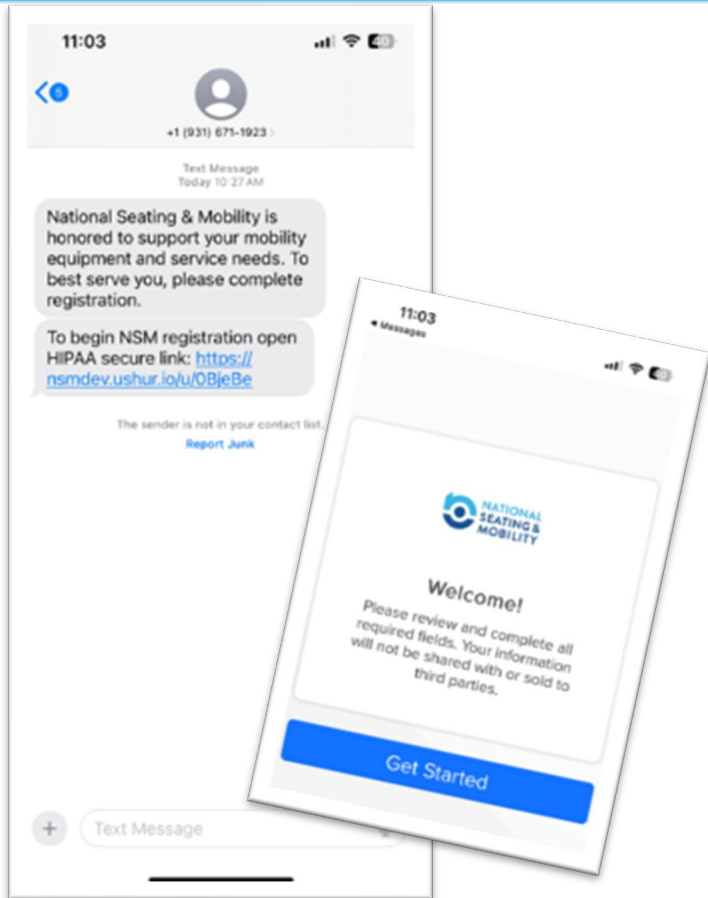 11:03
40
5
+1 (931) 671-1923 >
Text Message
Today 10:27 AM
National Seating & Mobility is
honored to support your mobility
equipment and service needs. To
best serve you, please complete
registration.
To begin NSM registration open
HIPAA secure link: https://
nsmdev.ushur.io/u/0BjeBe
The sender is not in your contact list.
Report Junk
+
Text Message
11:03
Messages
NATIONAL
SEATING &
MOBILITY
Welcome!
Please review and complete all
required fields. Your information
will not be shared with or sold to
third parties.
Get Started